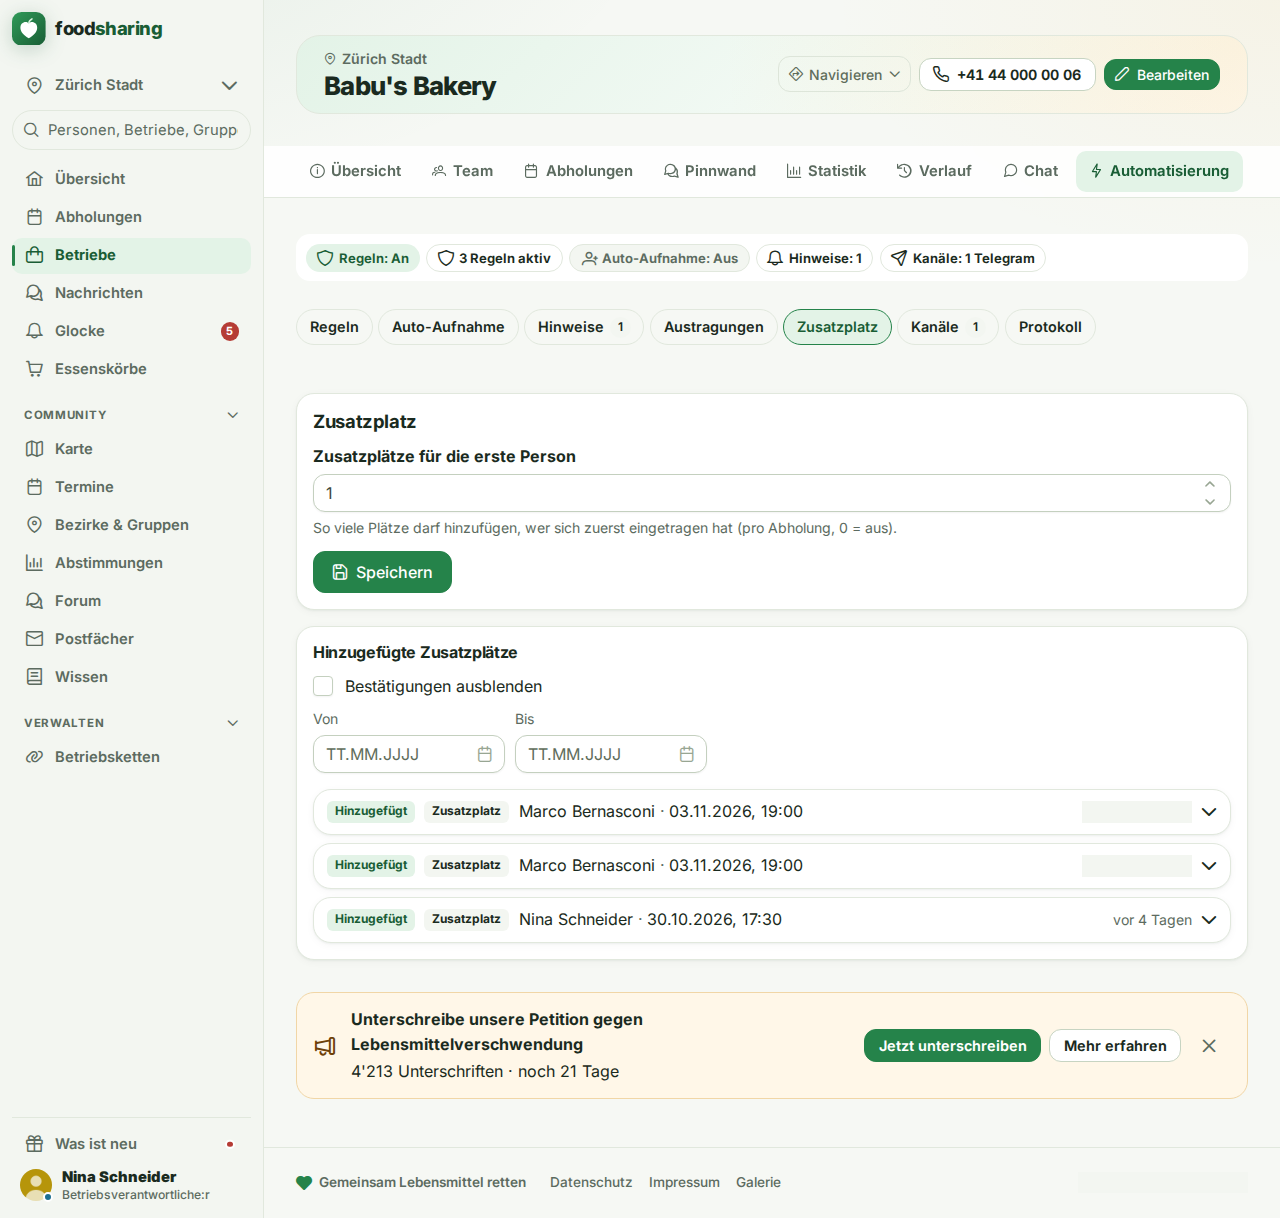 foodsharing
Zürich Stadt
Personen, Betriebe, Grupp
Übersicht
Abholungen
Betriebe
Nachrichten
Glocke 5
Essenskörbe
COMMUNITY
Karte
Termine
Bezirke & Gruppen
Abstimmungen
Forum
Postfächer
Wissen
VERWALTEN
Betriebsketten
Was ist neu
Nina Schneider
Betriebsverantwortliche:r
Zürich Stadt
Babu's Bakery
Navigieren +41 44 000 00 06 Bearbeiten
Übersicht Team Abholungen Pinnwand Statistik Verlauf Chat Automatisierung
Regeln: An 3 Regeln aktiv Auto-Aufnahme: Aus Hinweise: 1 Kanäle: 1 Telegram
Regeln Auto-Aufnahme Hinweise 1 Austragungen Zusatzplatz Kanäle 1 Protokoll
Zusatzplatz
Zusatzplätze für die erste Person
1
So viele Plätze darf hinzufügen, wer sich zuerst eingetragen hat (pro Abholung, 0 = aus).
Speichern
Hinzugefügte Zusatzplätze
Bestätigungen ausblenden
Von Bis
TT.MM.JJJJ TT.MM.JJJJ
Hinzugefügt Zusatzplatz Marco Bernasconi · 03.11.2026, 19:00
Hinzugefügt Zusatzplatz Marco Bernasconi · 03.11.2026, 19:00
Hinzugefügt Zusatzplatz Nina Schneider · 30.10.2026, 17:30 vor 4 Tagen
Unterschreibe unsere Petition gegen
Lebensmittelverschwendung
4'213 Unterschriften · noch 21 Tage
Jetzt unterschreiben Mehr erfahren
Gemeinsam Lebensmittel retten Datenschutz Impressum Galerie